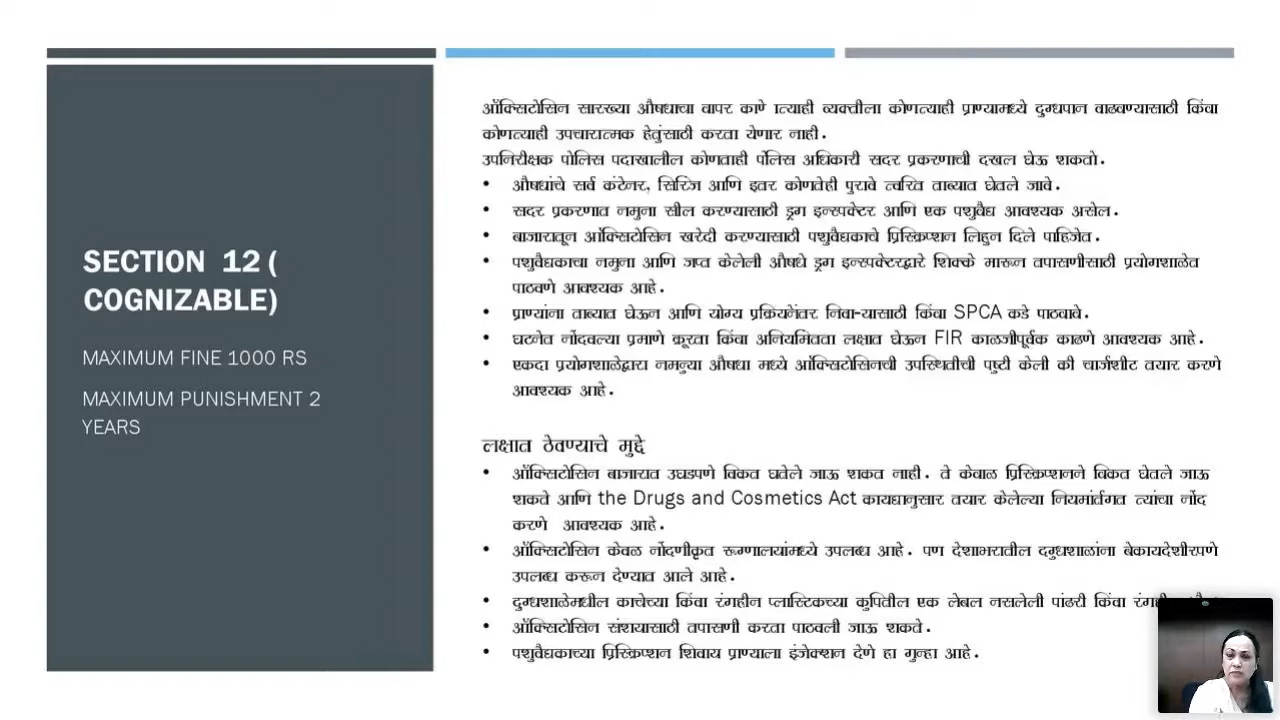 SECTION 12 (
COGNIZABLE)
MAXIMUM FINE 1000 RS
MAXIMUM PUNISHMENT 2
YEARS
ऑक्सिटोसिन सारख्या औषधाचा वापर काणे ात्याही व्यक्तीला कोणत्याही प्राण्यामध्ये दुग्धपान वाढवण्यासाठी किंवा
कोणत्याही उपचारात्मक हेतुंसाठी करता येणार नाही.
उपनिरीक्षक पोलिस पदाखालील कोणताही पोलिस अधिकारी सदर प्रकरणाची दखल घेऊ शकतो.
• औषधांचे सर्व कंटेनर, सिरिंज आणि इतर कोणतेही पुरावे त्वरित ताब्यात घेतले जावे.
• सदर प्रकरणात नमुना सील करण्यासाठी ड्रग इन्स्पक्टेर आणि एक पशुवैद्य आवश्यक असेल.
• बाजारातून ऑक्सिटोसिन खरेदी करण्यासाठी पशुवैद्यकाचे प्रिस्क्रिप्शन लिहुन दिले पाहिजेत.
• पशुवैद्यकाचा नमुना आणि जप्त केलेली औषधे ड्रग इन्स्पक्टेरद्वारे शिक्के मारून तपासणीसाठी प्रयोगशाळेत
पाठवणे आवश्यक आहे.
• प्राण्यांना ताब्यात घेऊन आणि योग्य प्रक्रियेनंतर निवा-यासाठी किंवा SPCA कडे पाठवावे.
• घटनेत नोंदवल्या प्रमाणे क्रूरता किंवा अनियमितता लक्षात घेऊन FIR काळजीपूर्वक काढणे आवश्यक आहे.
• एकदा प्रयोगशाळेद्वारा नमुन्या औषधा मध्ये ऑक्सिटोसिनची उपस्थितीची पुष्टी केली की चार्जशीट तयार करणे
आवश्यक आहे.
लक्षात ठेवण्याचे मुद्दे
• ऑक्सिटोसिन बाजारात उघडपणे विकत घतेले जाऊ शकत नाही. ते केवाळ प्रिस्क्रिप्शनने विकत घेतले जाऊ
शकते आणि the Drugs and Cosmetics Act कायद्यानुसार तयार केलेल्या नियमांर्तगत त्यांचा नोंद
करणे आवश्यक आहे.
• ऑक्सिटोसिन केवळ नोंदणीकृत रूग्णालयांमध्ये उपलब्ध आहे. पण देशाभरातील दग्धशाळांना बेकायदेशीरपणे
उपलब्ध करून देण्यात आले आहे.
• दुग्धशाळेमधील काचेच्या किंवा रंगहीन प्लास्टिकच्या कुपितील एक लेबल नसलेली पांढरी किंवा
• ऑक्सिटोसिन संशयासाठी तपासणी करता पाठवली जाऊ शकते.
• पशुवैद्यकाच्या प्रिस्क्रिप्शन शिवाय प्राण्याला इंजेक्शन देणे हा गुन्हा आहे.